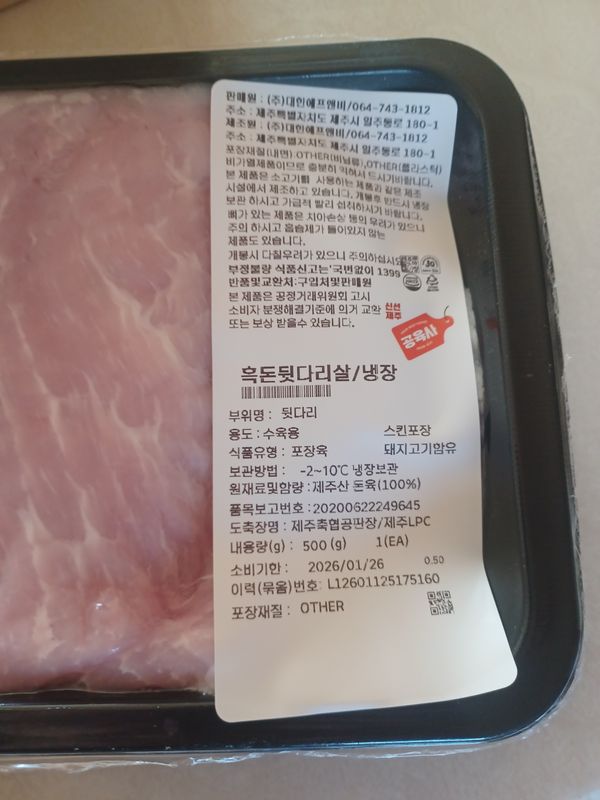 판매원 : (주)대한에프앤비/064-743-1812
주소 : 제주특별자치도 제주시 일주동로 180-1
제조원 : (주)대한에프앤비/064-743-1812
주소 : 제주특별자치도 제주시 일주동로 180-1
포장재질(내면) OTHER(비닐류),OTHER(플라스틱)
비가열제품이므로 충분히 익혀서 드시기바랍니다.
본 제품은 소고기를 사용하는 제품과 같은 제조
시설에서 제조하고 있습니다. 개봉후 반드시 냉장
보관 하시고 가급적 빨리 섭취하시기 바랍니다.
뼈가 있는 제품은 치아손상 등의 우려가 있으니
주의 하시고 흡습제가 들어있지 않는
제품도 있습니다.
개봉시 다칠우려가 있으니 주의하십시오
부정불량 식품신고는'국번없이 1399
반품및교환처:구입처및판매원
본 제품은 공정거래위원회 고시
소비자 분쟁해결기준에 의거 교환
또는 보상 받을수 있습니다.
신선
제주
공육사
흑돈뒷다리살/냉장
부위명 : 뒷다리
용도 : 수육용 스킨포장
식품유형 : 포장육 돼지고기함유
보관방법 : -2~10℃ 냉장보관
원재료및함량:제주산 돈육(100%)
품목보고번호:20200622249645
도축장명 : 제주축협공판장/제주LPC
내용량(g) : 500 (g) 1(EA)
소비기한 : 2026/01/26 0.50
이력(묶음)번호: L12601125175160
포장재질 : OTHER